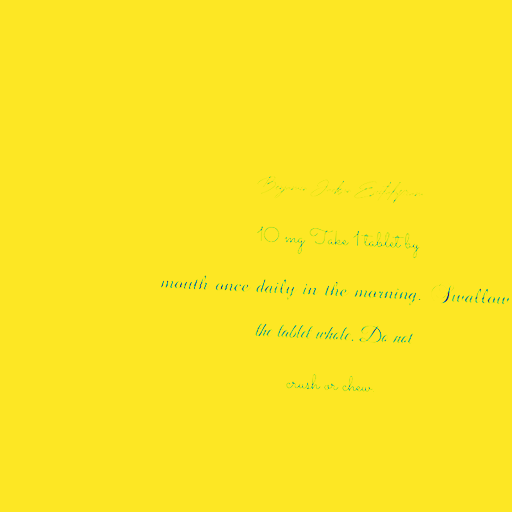 10 mg Take 1 tablet by
mouth once daily in the morning. Swallow
the tablet whole. Do not
crush or chew